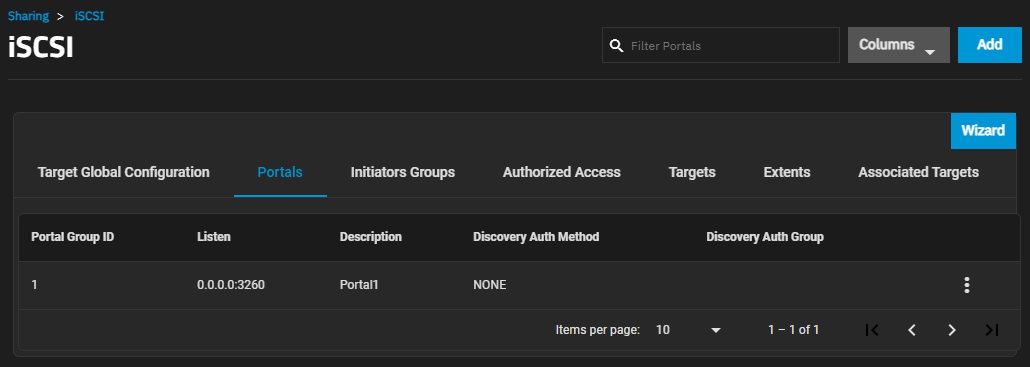 Sharing > iSCSI
iSCSI
Filter Portals
Columns
Add
Wizard
Target Global Configuration Portals Initiators Groups Authorized Access Targets Extents Associated Targets
Portal Group ID Listen Description Discovery Auth Method Discovery Auth Group
1 0.0.0.0:3260 Portal1 NONE
Items per page: 10 1 – 1 of 1